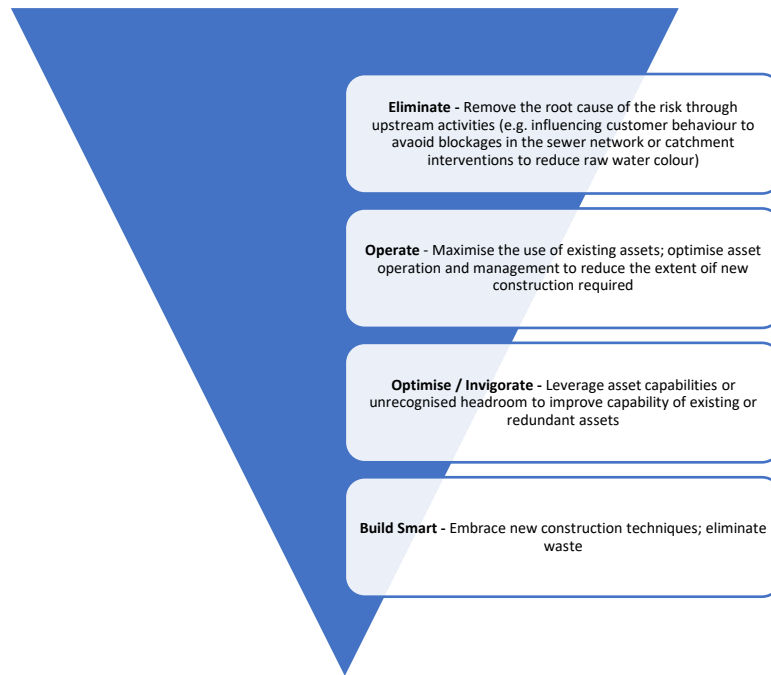 Eliminate - Remove the root cause of the risk through
upstream activities (e.g. influencing customer behaviour to
avaoid blockages in the sewer network or catchment
interventions to reduce raw water colour)
Operate - Maximise the use of existing assets; optimise asset
operation and management to reduce the extent oif new
construction required
Optimise / Invigorate - Leverage asset capabilities or
unrecognised headroom to improve capability of existing or
redundant assets
Build Smart - Embrace new construction techniques; eliminate
waste